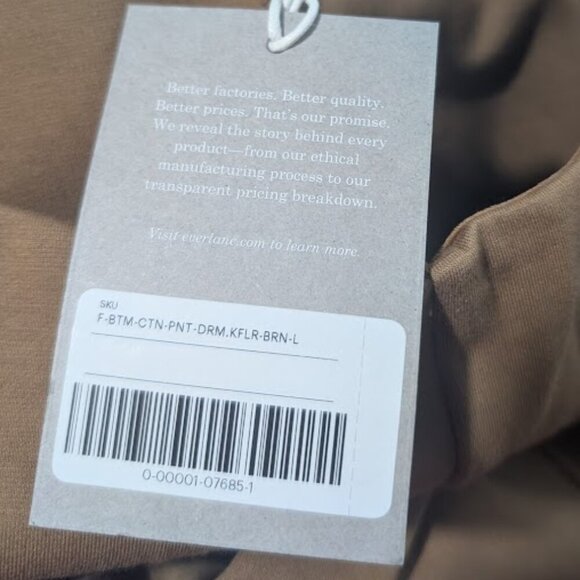 Better factories. Better quality.
Better prices. That's our promise.
We reveal the story behind every
product—from our ethical
manufacturing process to our
transparent pricing breakdown.
Visit everlane.com to learn more.
SKU
F-BTM-CTN-PNT-DRM.KFLR-BRN-L
0-00001-07685-1